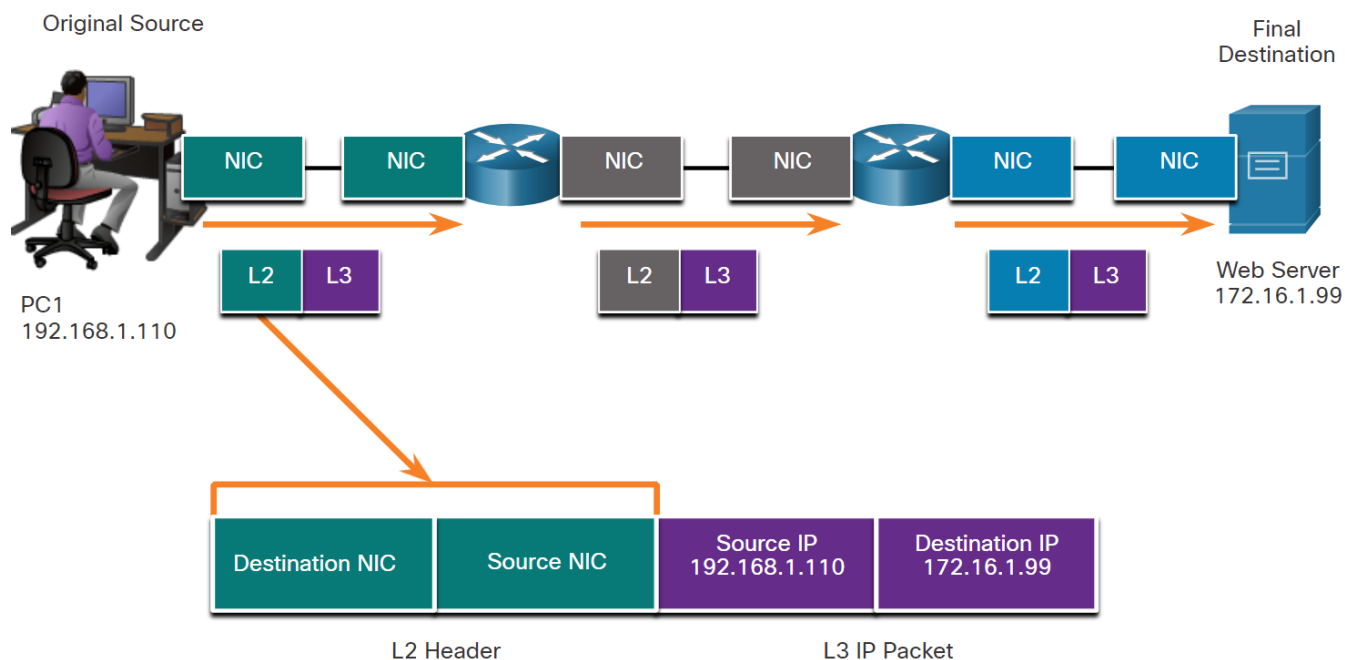 Original Source
Final
Destination
NIC
NIC
NIC
NIC
NIC
NIC
L2
L3
L2
L3
L2
L3
PC1
192.168.1.110
Web Server
172.16.1.99
Destination NIC
Source NIC
Source IP
192.168.1.110
Destination IP
172.16.1.99
L2 Header
L3 IP Packet